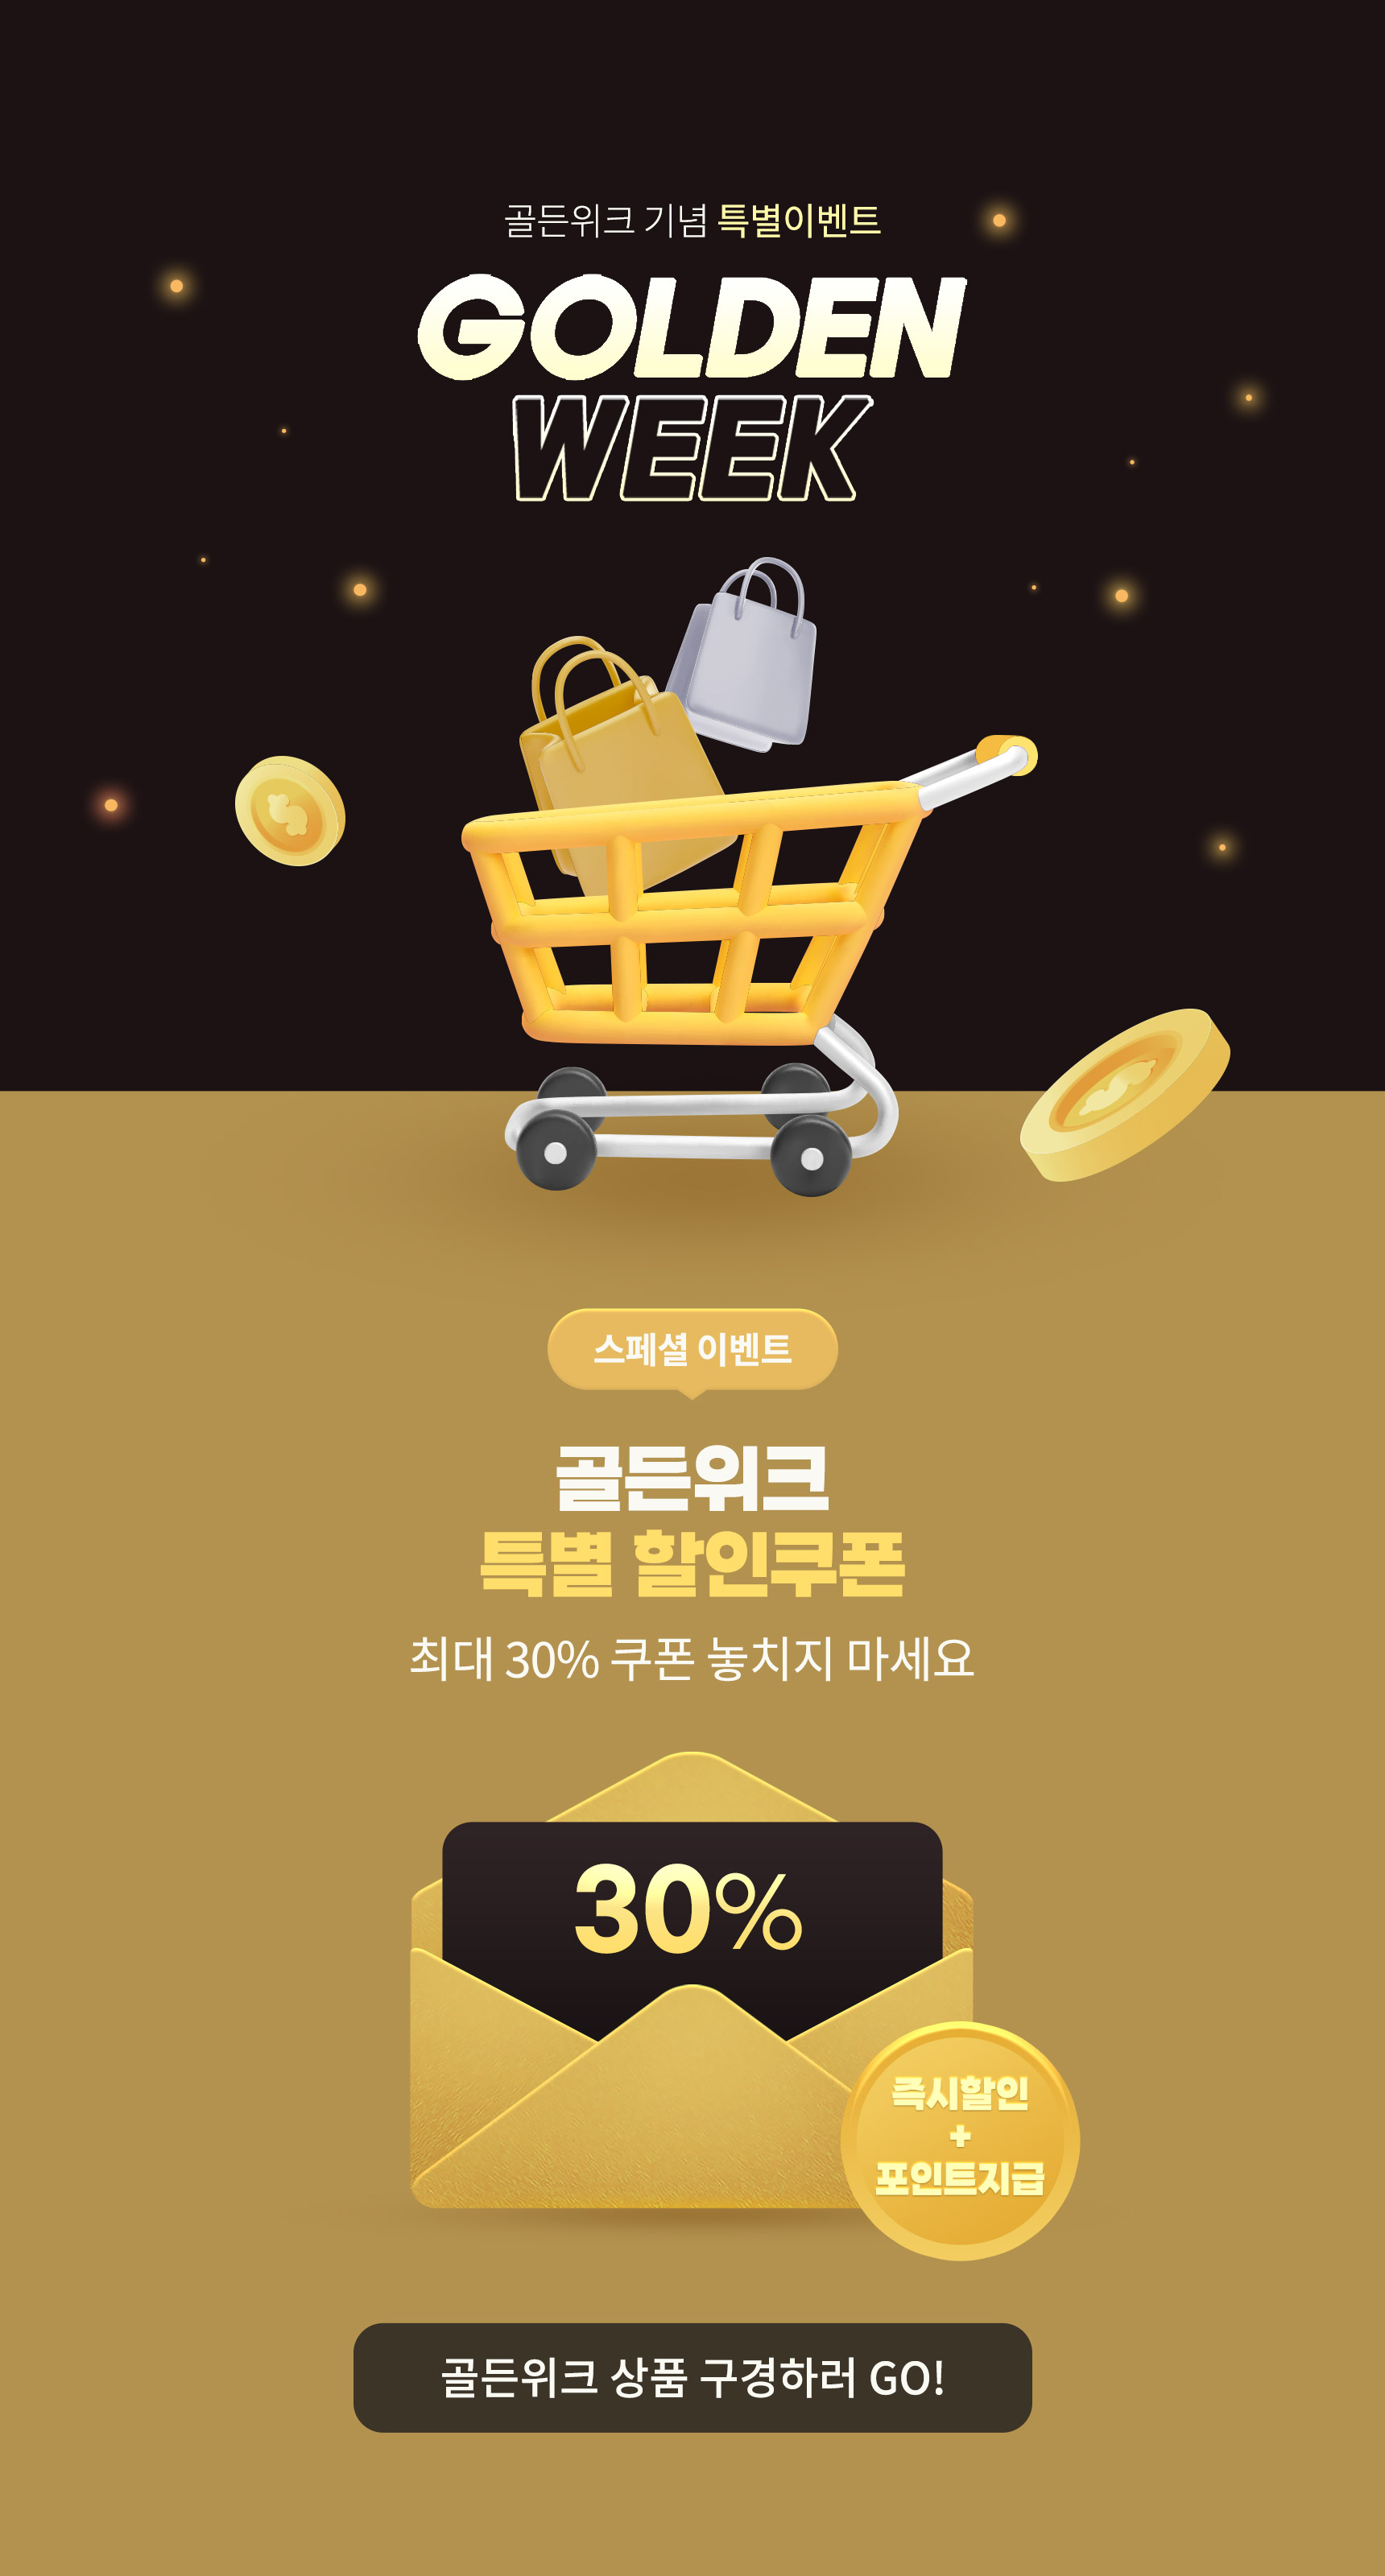 골든위크 기념 특별이벤트
GOLDEN
WEEK
스페셜 이벤트
골든위크
특별 할인쿠폰
최대 30% 쿠폰 놓치지 마세요
30%
즉시할인
+
포인트지급
골든위크 상품 구경하러 GO!